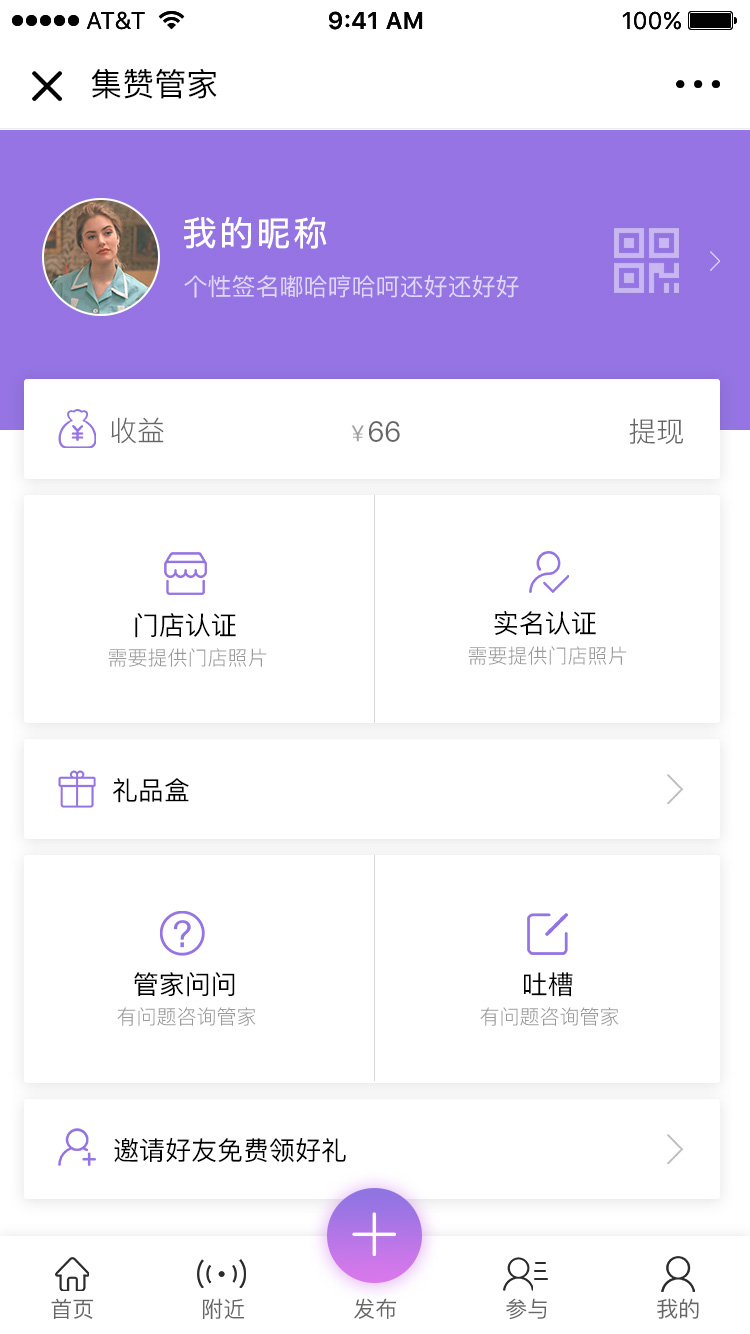 AT&T 9:41 AM 100%
集赞管家
我的昵称
个性签名嘟哈哼哈呵还好还好好
收益 ¥66 提现
门店认证 实名认证
需要提供门店照片 需要提供门店照片
礼品盒
管家问问 吐槽
有问题咨询管家 有问题咨询管家
邀请好友免费领好礼
首页 附近 发布 参与 我的